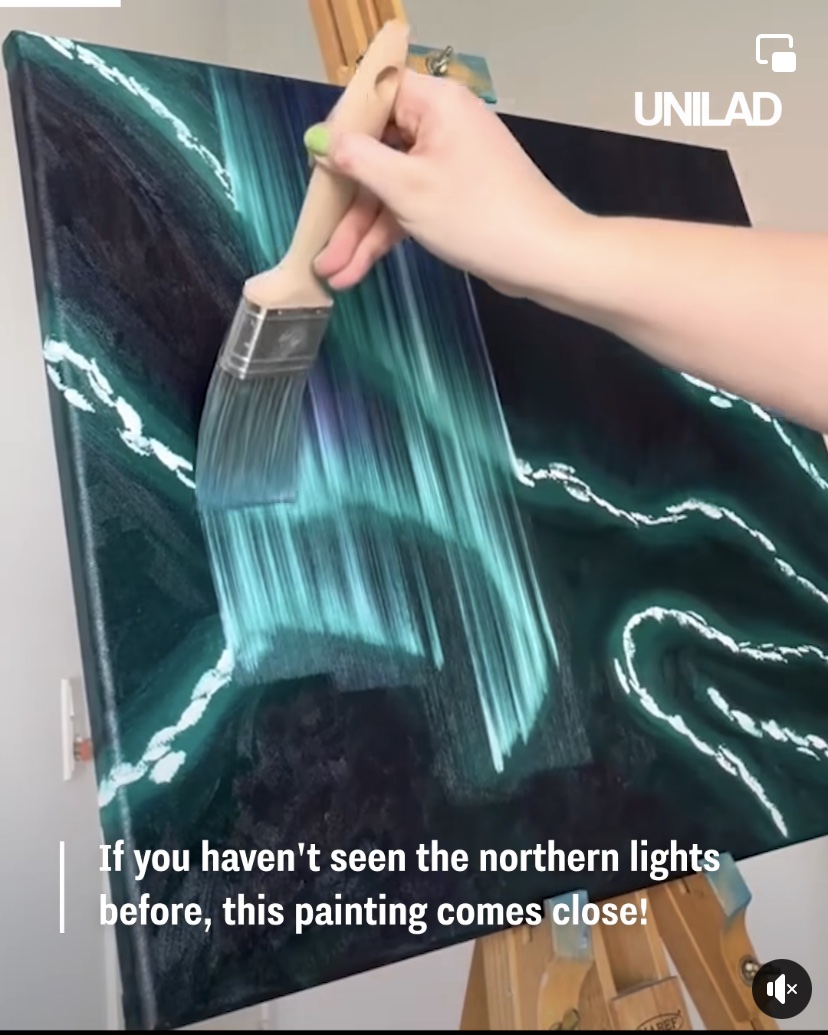 UNILAD
If you haven't seen the northern lights
before, this painting comes close!